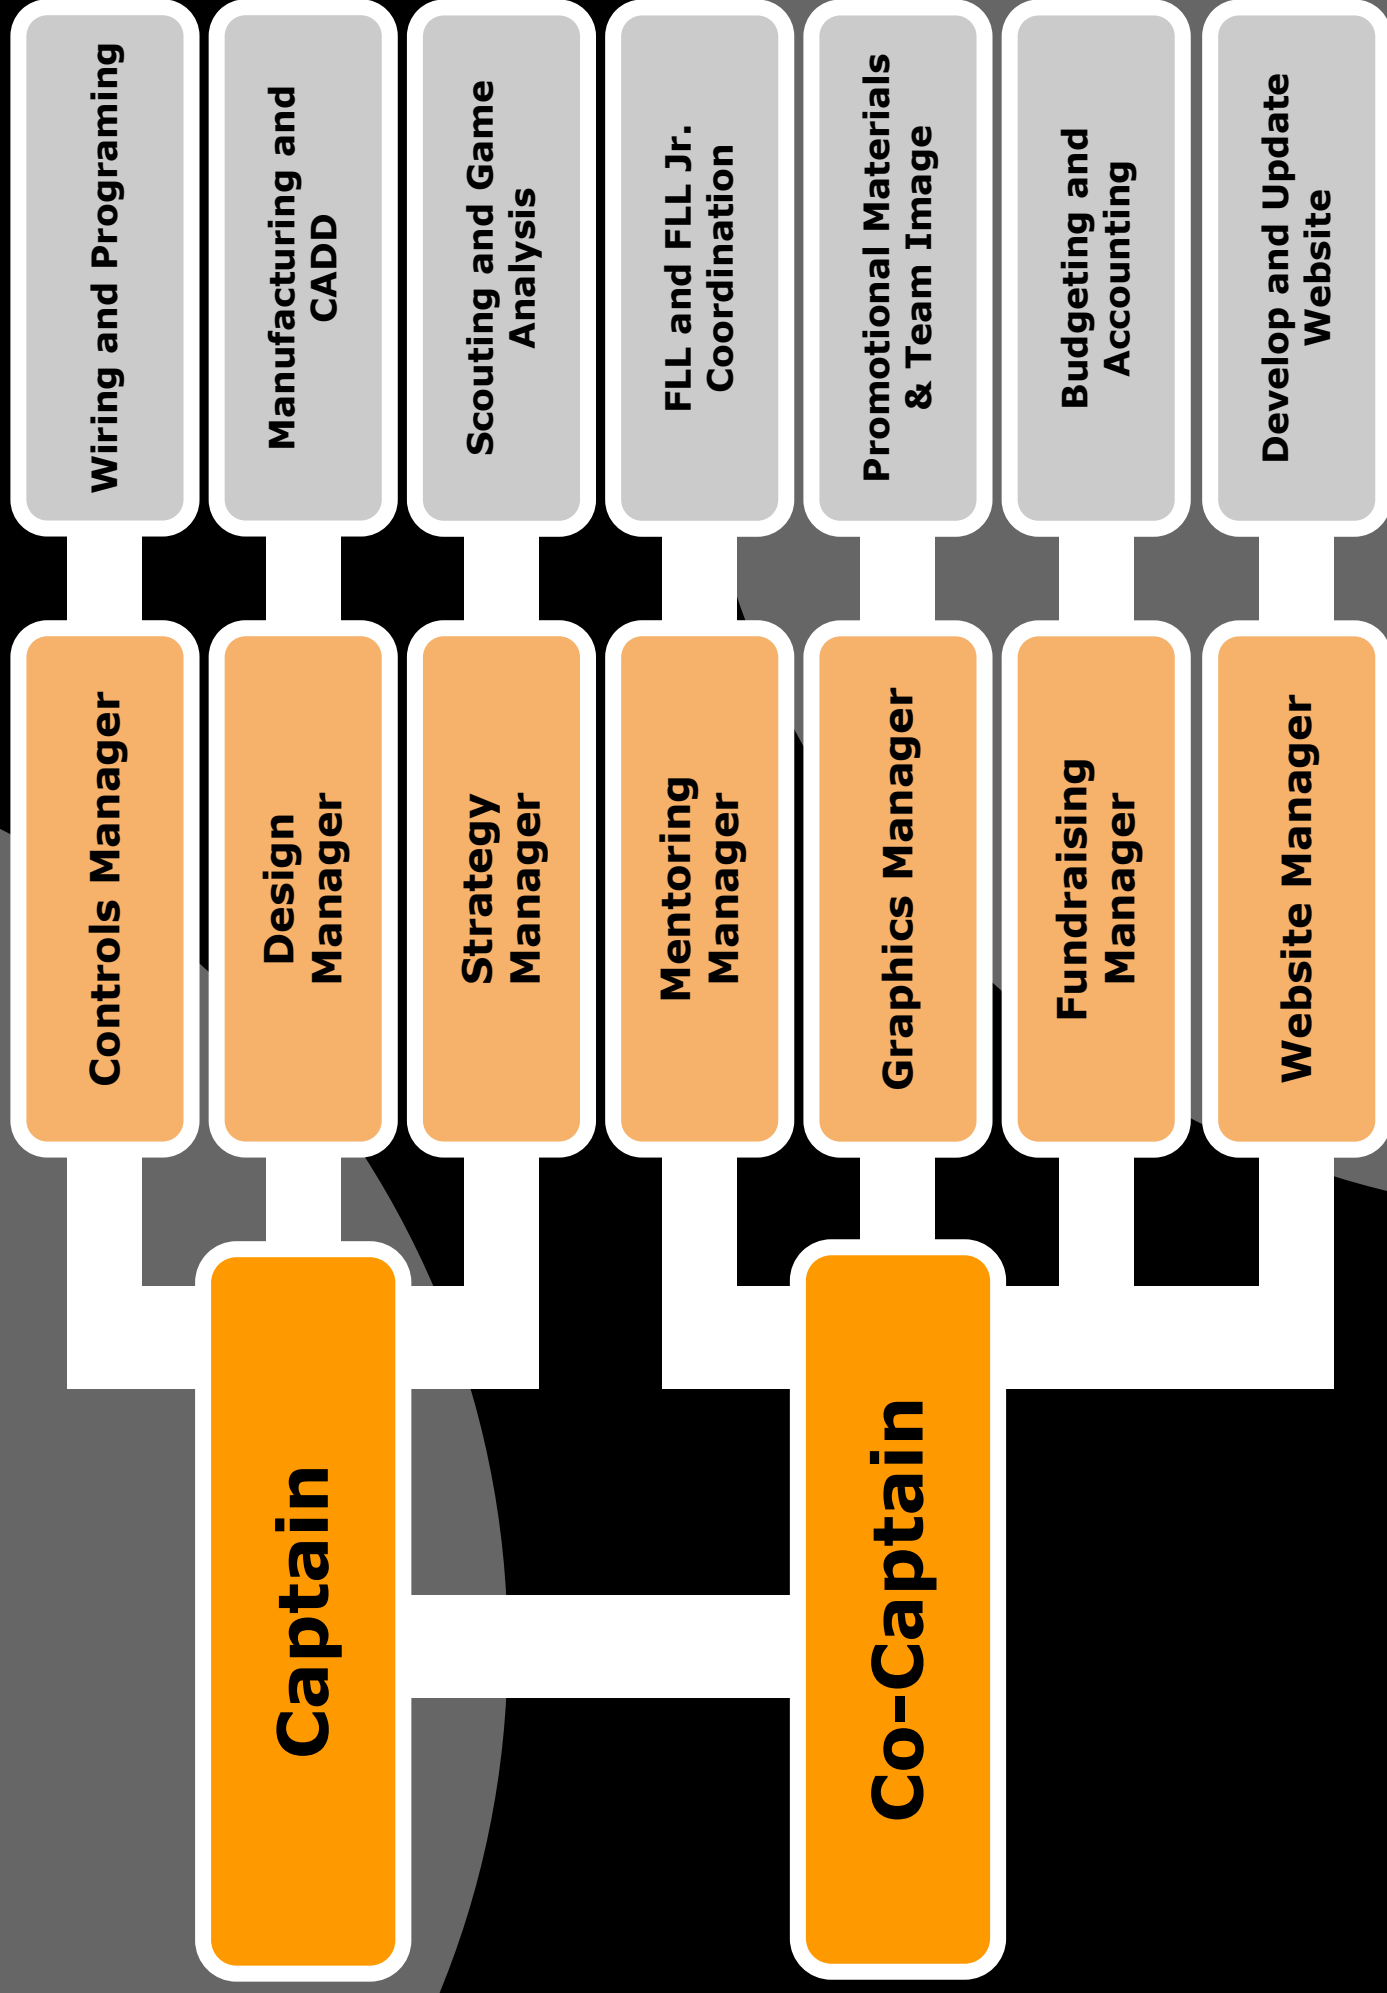 Captain
Controls Manager
Wiring and Programing
Design
Manager
Manufacturing and
CADD
Strategy
Manager
Scouting and Game
Analysis
Co-Captain
Mentoring
Manager
FLL and FLL Jr.
Coordination
Graphics Manager
Promotional Materials
& Team Image
Fundraising
Manager
Budgeting and
Accounting
Website Manager
Develop and Update
Website